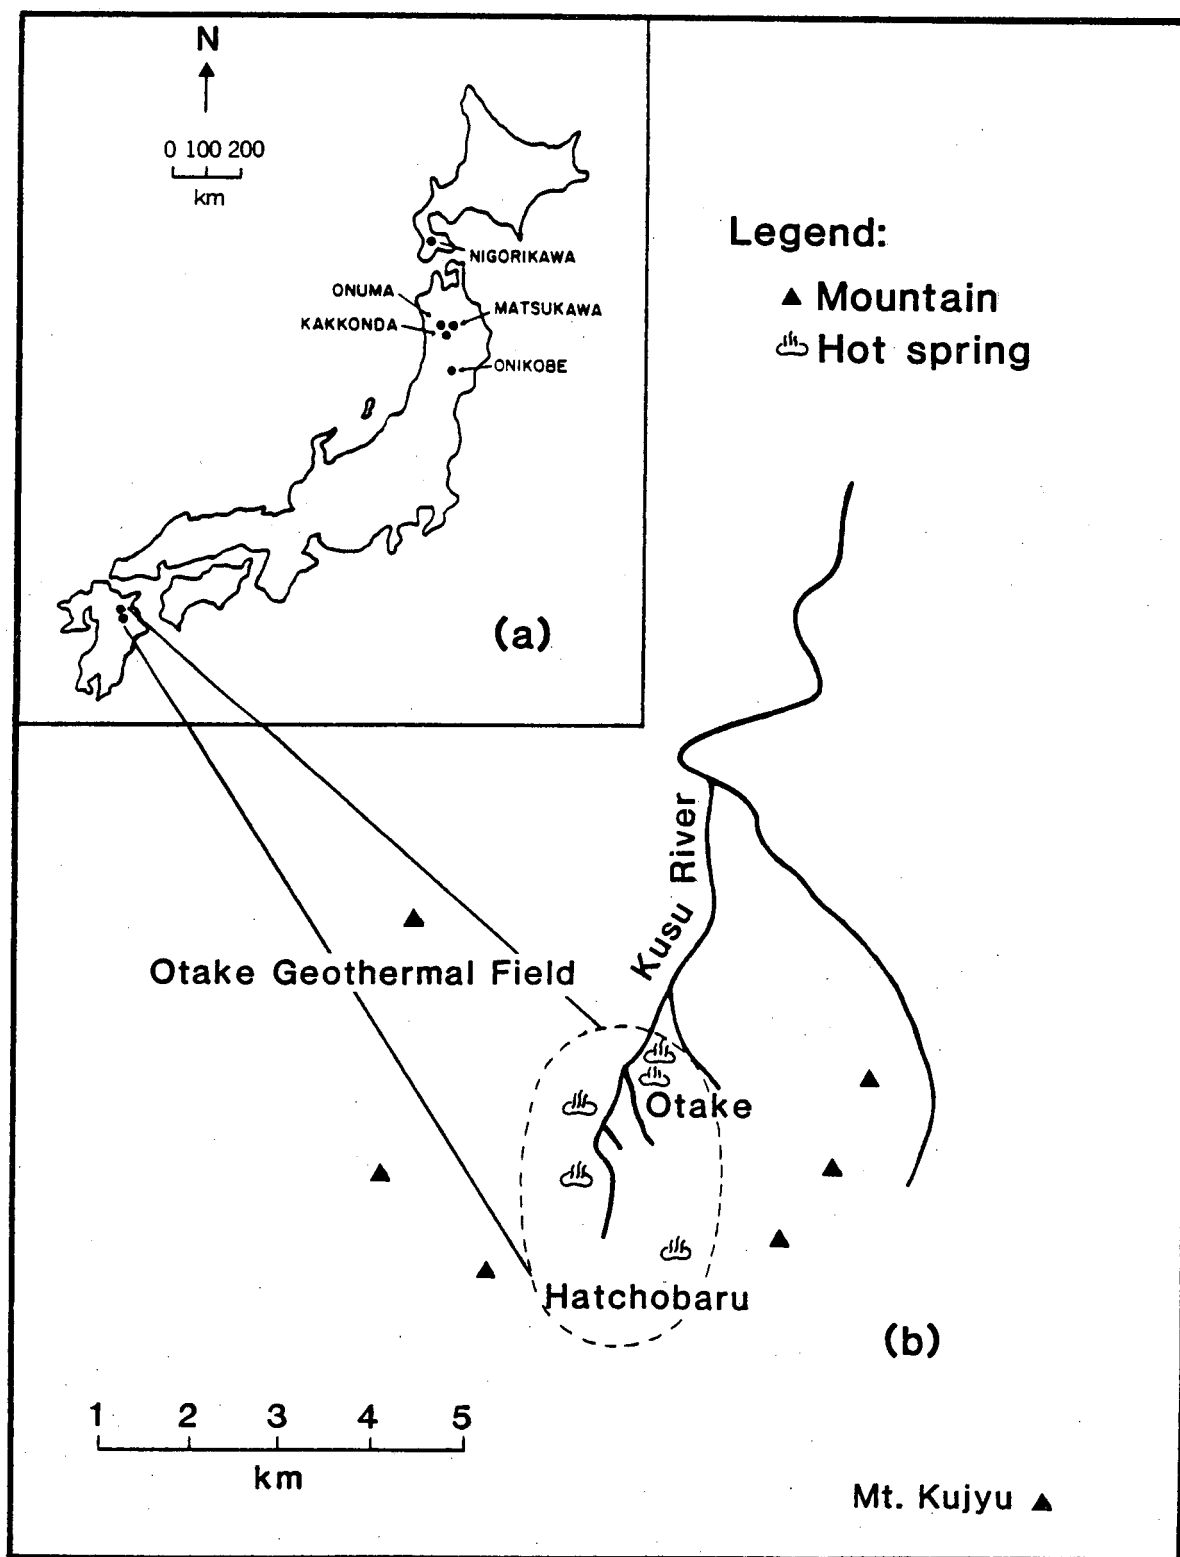 N
0 100 200
km
NIGORIKAWA
ONUMA
MATSUKAWA
KAKKONDA
ONIKOBE
(a)
Legend:
Mountain
Hot spring
Kusu River
Otake Geothermal Field
Otake
Hatchobaru
(b)
1 2 3 4 5
km
Mt. Kujyu